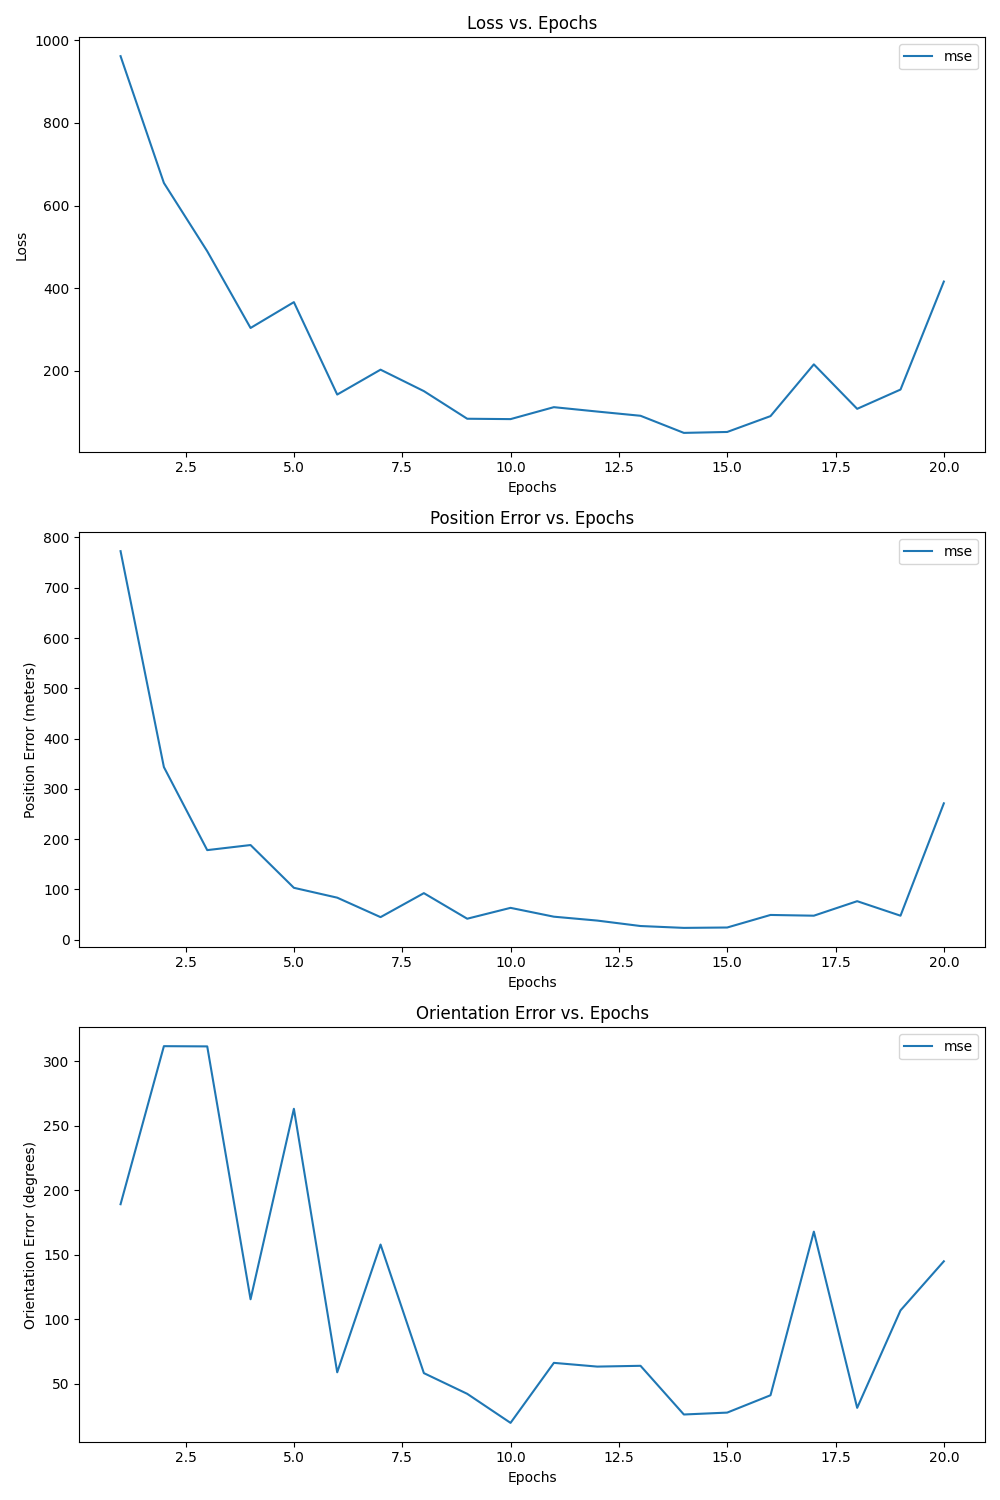 Loss vs. Epochs
mse
1000
800
600
400
200
Loss
2.5 5.0 7.5 10.0 12.5 15.0 17.5 20.0
Epochs
Position Error vs. Epochs
mse
800
700
600
500
400
300
200
100
0
Position Error (meters)
2.5 5.0 7.5 10.0 12.5 15.0 17.5 20.0
Epochs
Orientation Error vs. Epochs
mse
300
250
200
150
100
50
Orientation Error (degrees)
2.5 5.0 7.5 10.0 12.5 15.0 17.5 20.0
Epochs